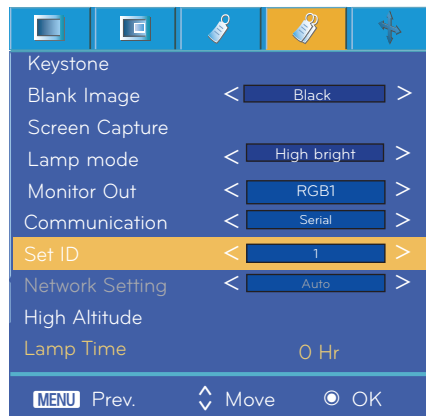 Keystone
Blank Image < Black >
Screen Capture
Lamp mode < High bright >
Monitor Out < RGB1 >
Communication < Serial >
Set ID < 1 >
Network Setting < Auto >
High Altitude
Lamp Time 0 Hr
MENU Prev. Move OK